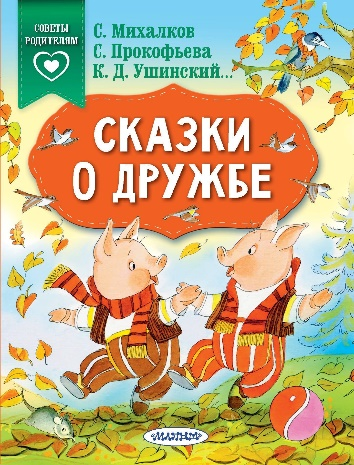 СОВЕТЫ
РОДИТЕЛЯМ
С. Михалков
С. Прокофьева
К. Д. Ушинский...
СКАЗКИ
О ДРУЖБЕ
МАЛЫШ